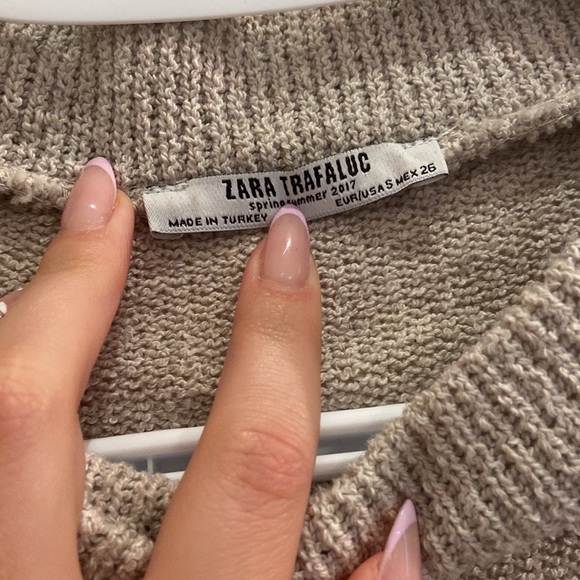 ZARA TRAFALUC
spring summer 2017
MADE IN TURKEY EUR/USA S MEX 26